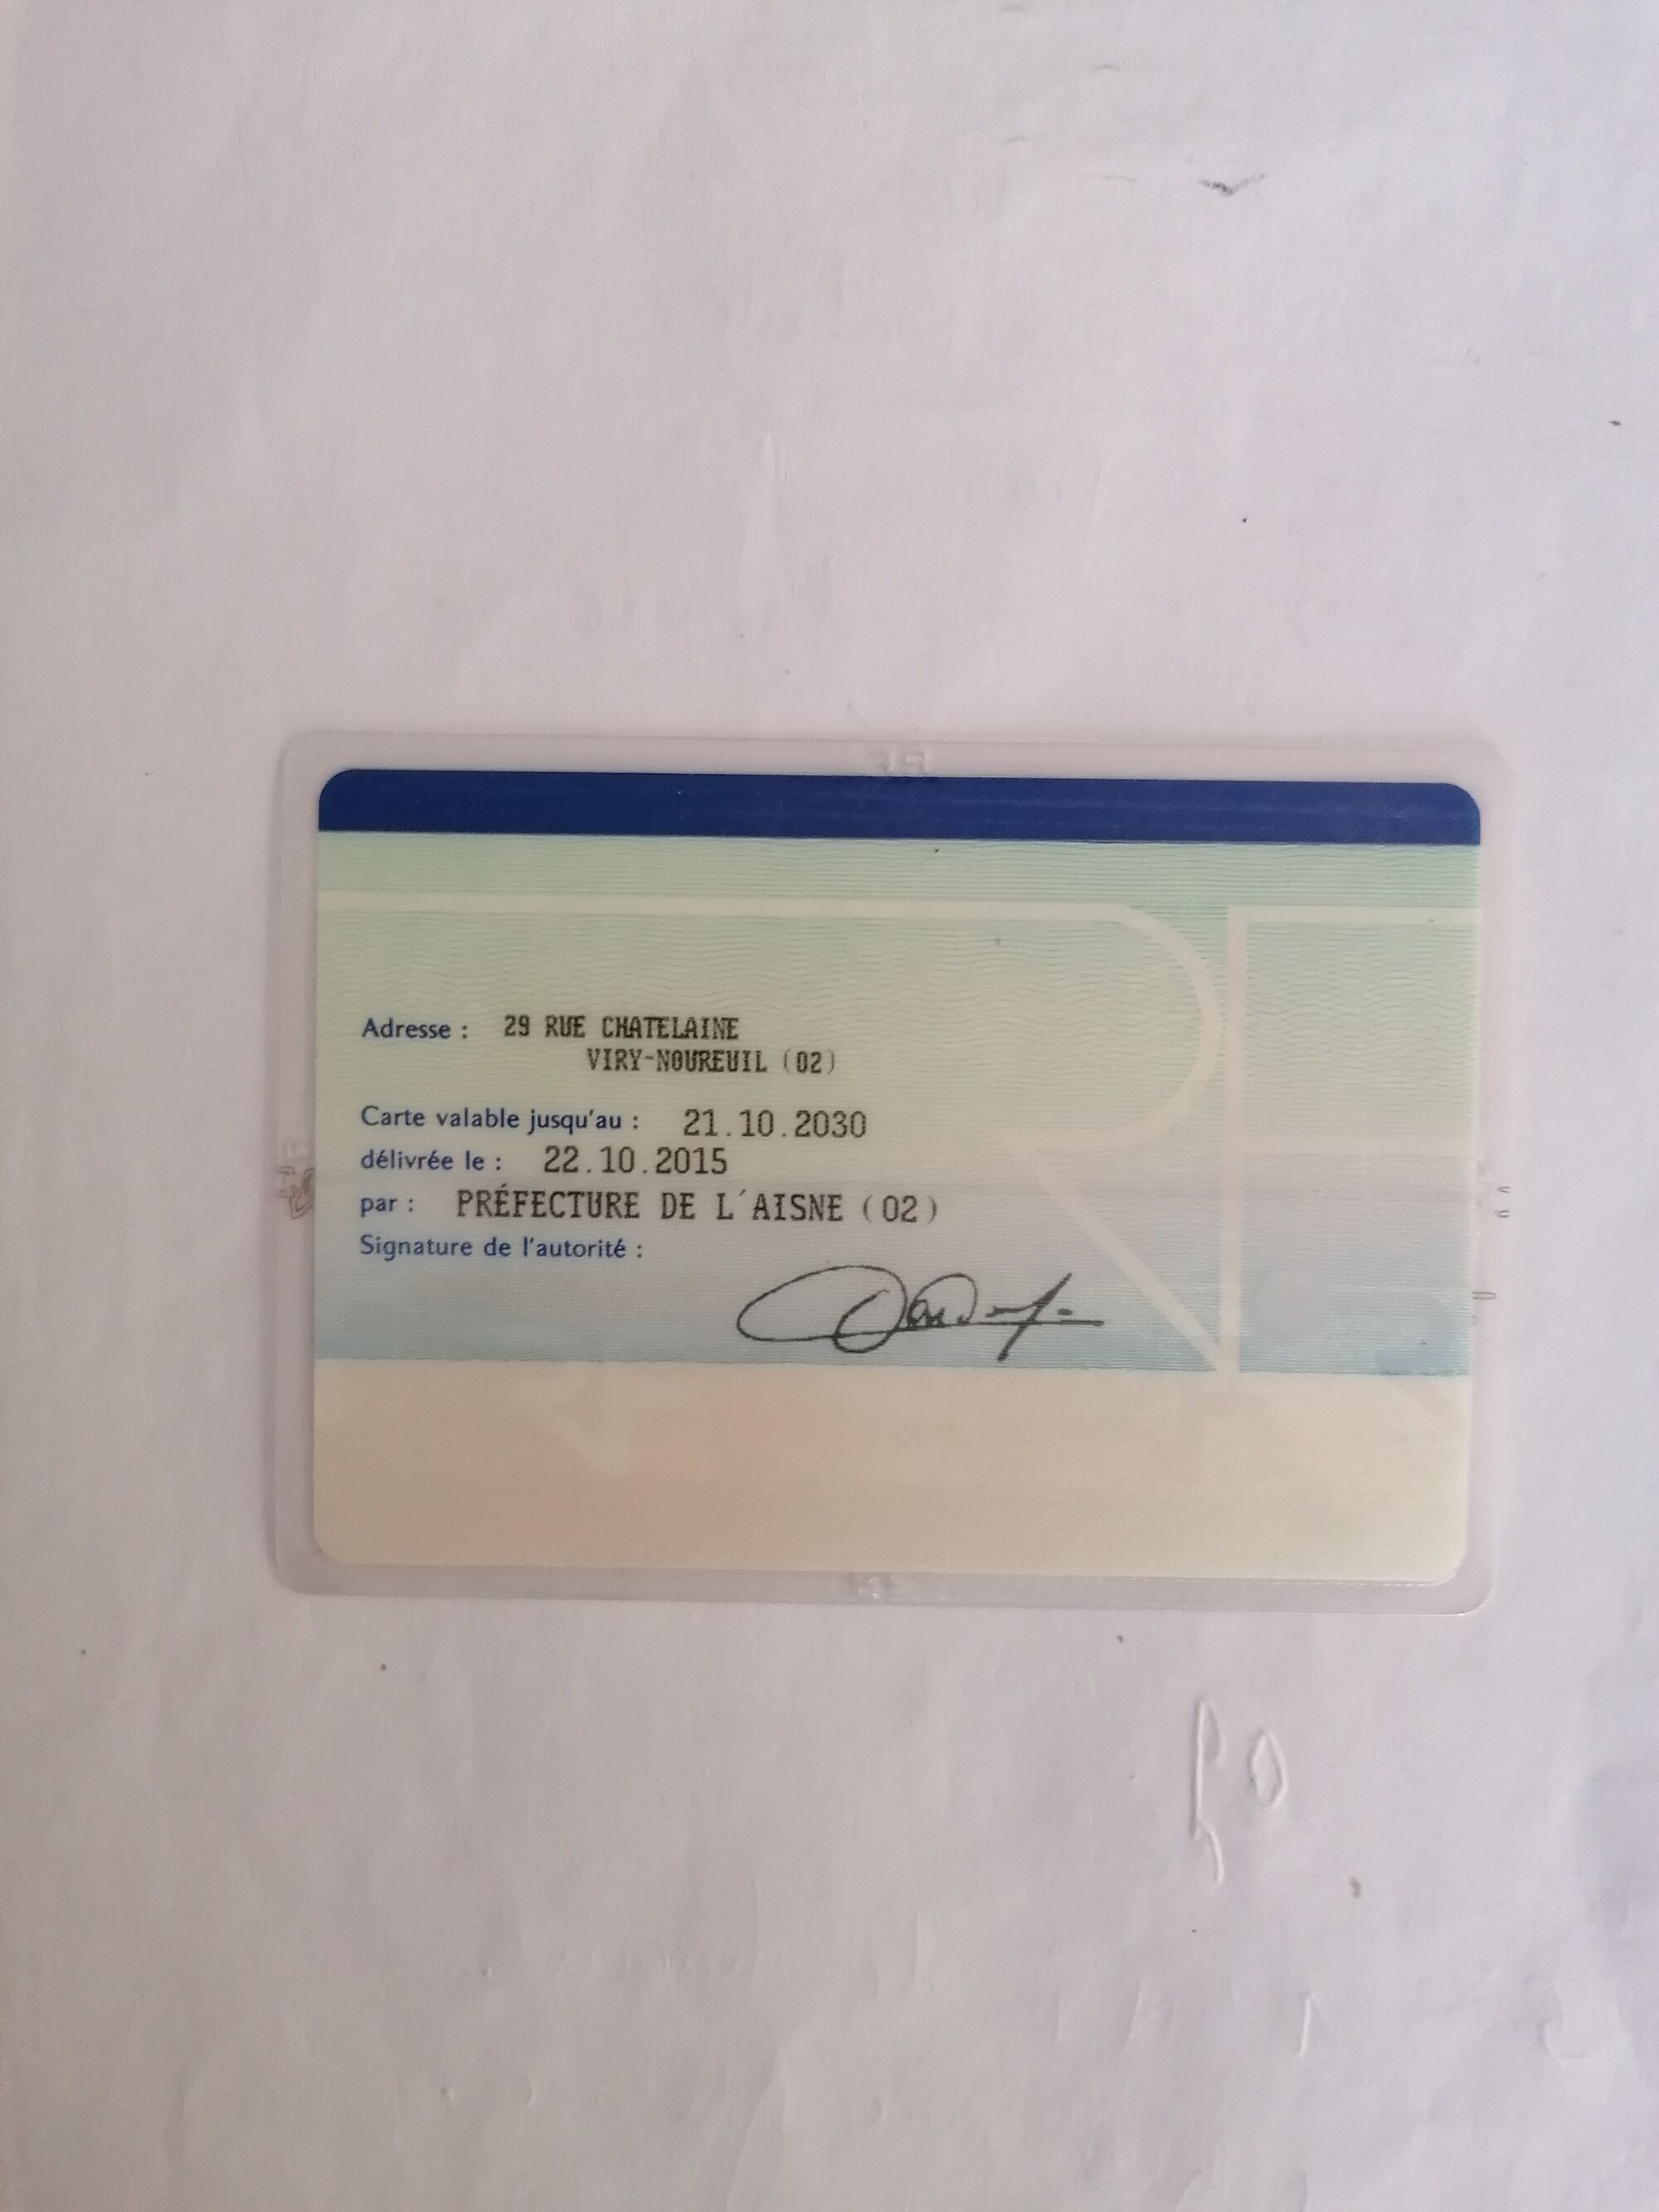 Adresse : 29 RUE CHATELAINE
VIRY-NOUREUIL (02)
Carte valable jusqu'au : 21.10.2030
délivrée le : 22.10.2015
par : PRÉFECTURE DE L´AISNE (02)
Signature de l'autorité :